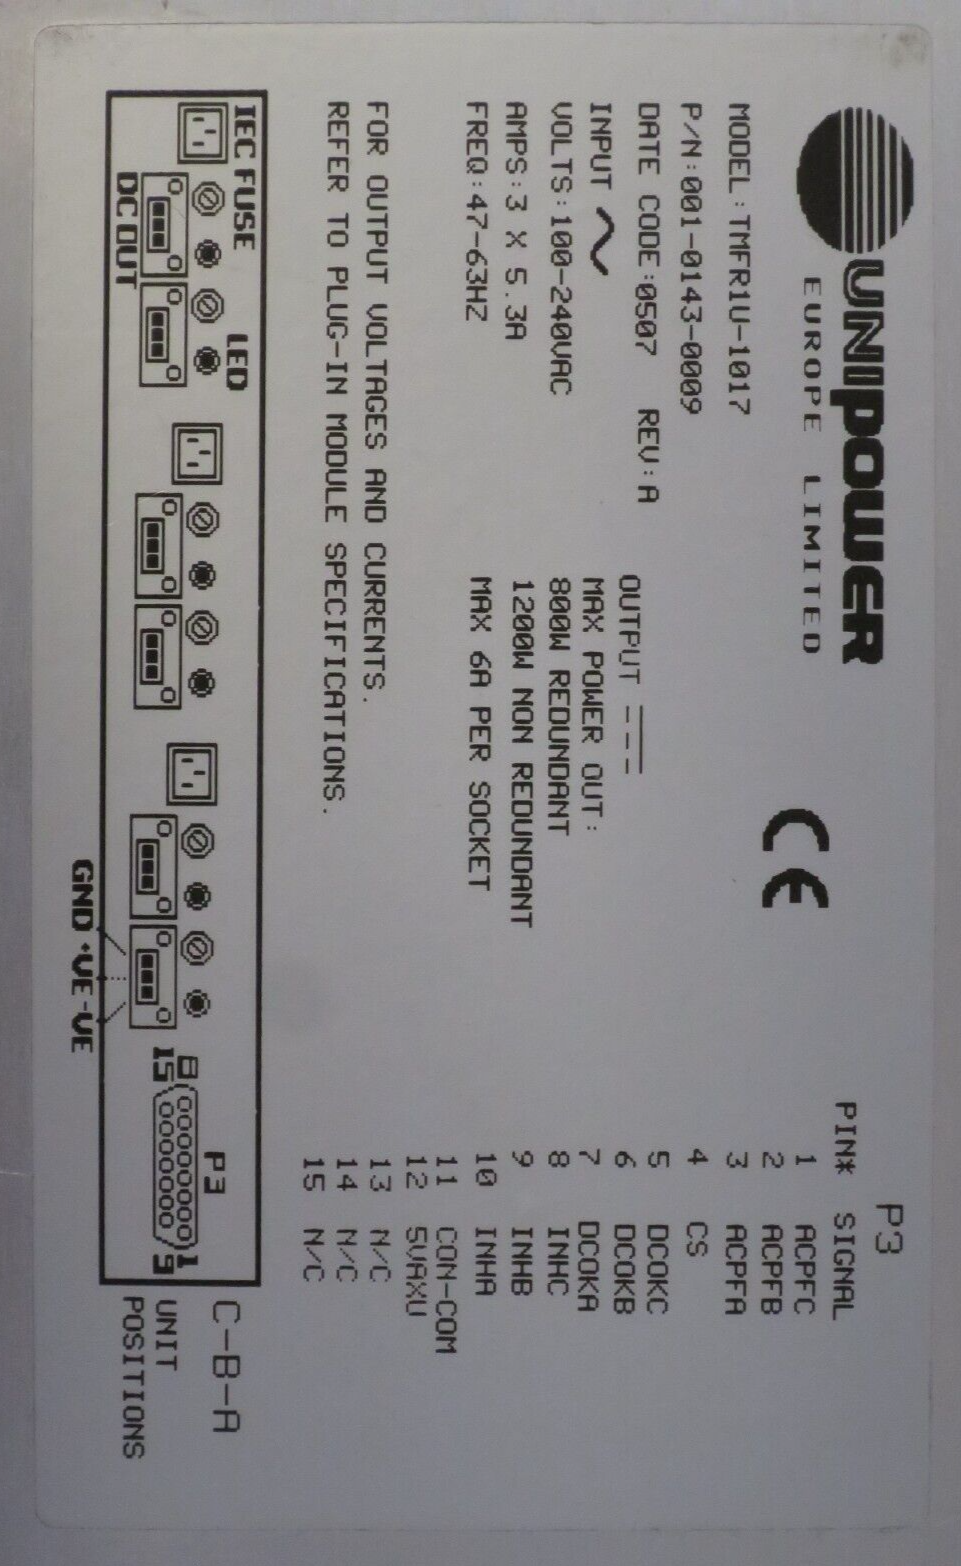 UNIPOWER
EUROPE LIMITED
MODEL:TMFR1U-1017
P/N:001-0143-0009
DATE CODE:0507 REV:A
INPUT
VOLTS:100-240VAC
AMPS:3 X 5.3A
FREQ:47-63HZ
OUTPUT
MAX POWER OUT:
800W REDUNDANT
1200W NON REDUNDANT
MAX 6A PER SOCKET
FOR OUTPUT VOLTAGES AND CURRENTS.
REFER TO PLUG-IN MODULE SPECIFICATIONS.
CE
P3
PIN* SIGNAL
1 ACPFC
2 ACPFB
3 ACPFA
4 CS
5 DCOKC
6 DCOKB
7 DCOKA
8 INHC
9 INHB
10 INHA
11 CON-COM
12 5VAXU
13 N/C
14 N/C
15 N/C
IEC FUSE
LED
DC OUT
P3
8 1
15 9
GND +VE -VE
C-B-A
UNIT
POSITIONS